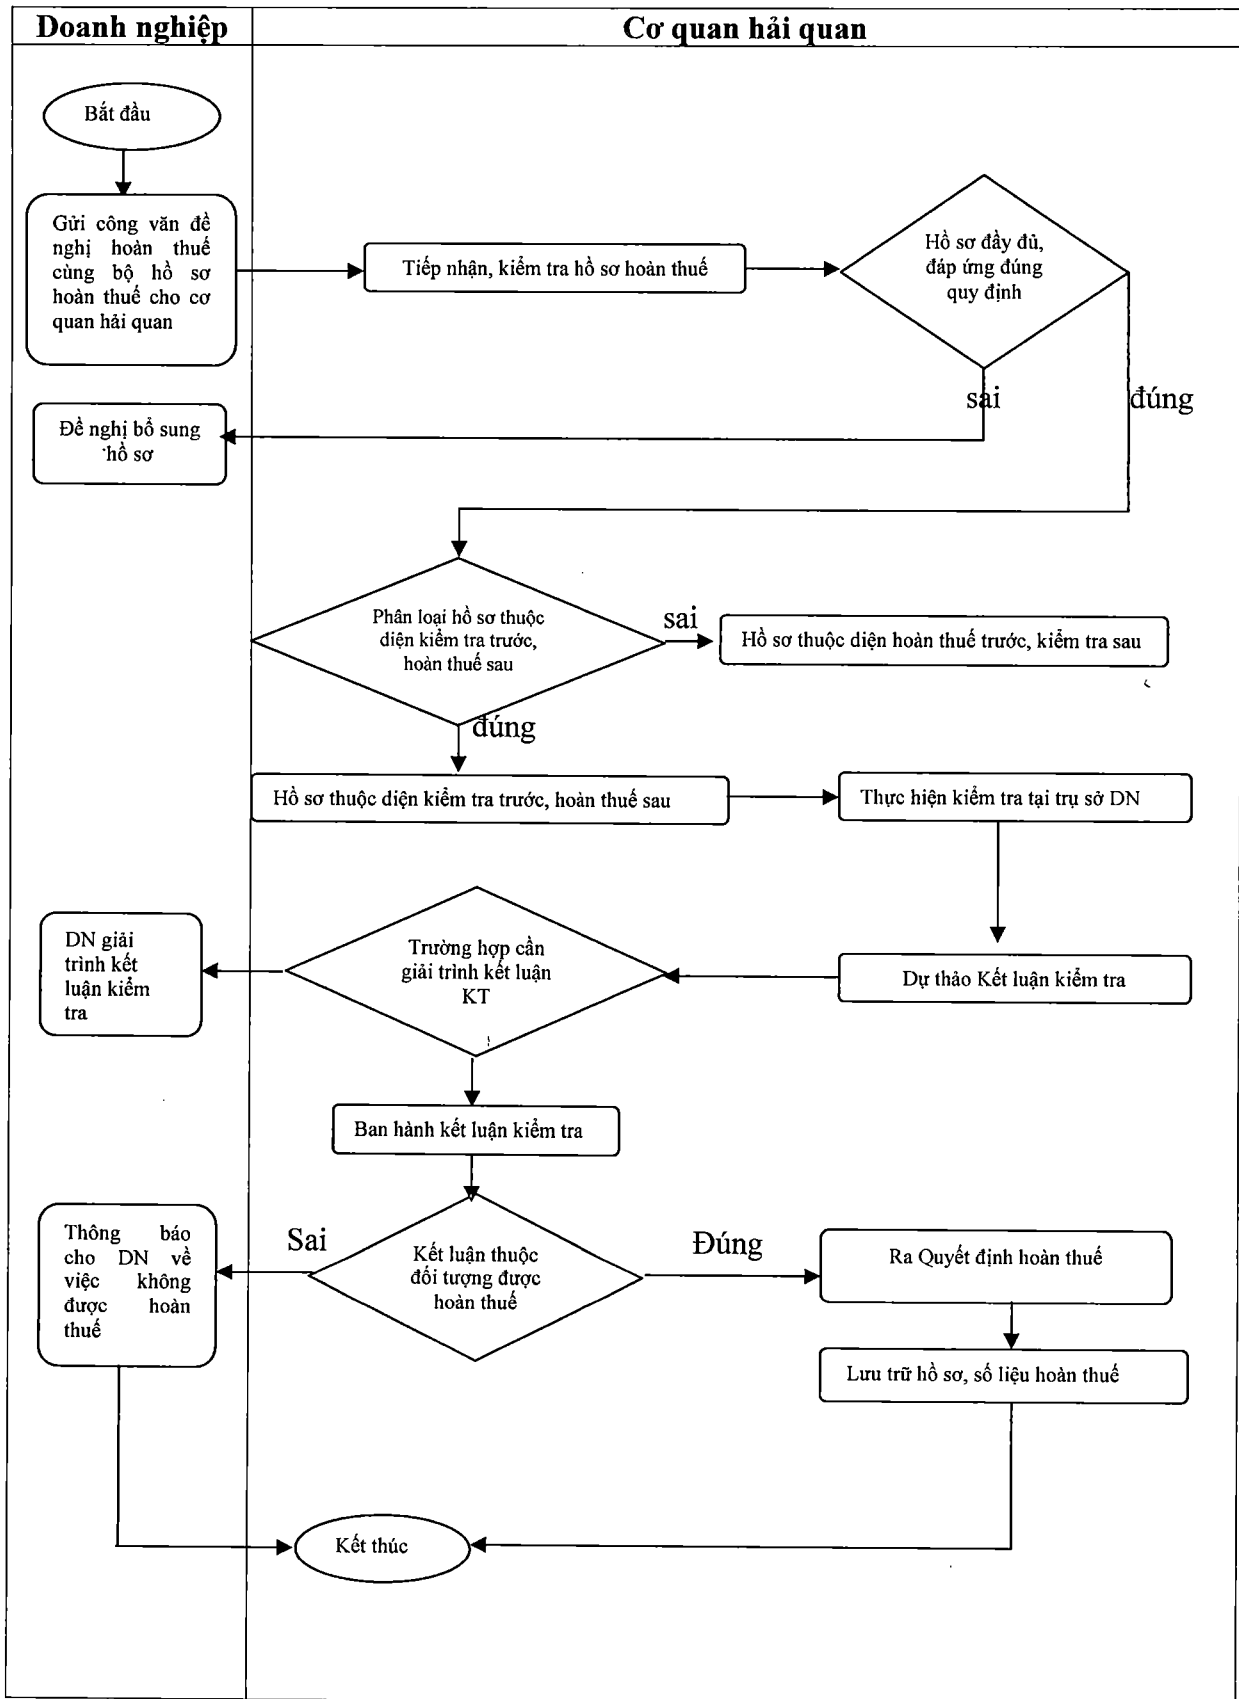 Doanh nghiệp
Cơ quan hải quan
Bắt đầu
Gửi công văn đề
nghị hoàn thuế
cùng bộ hồ sơ
hoàn thuế cho cơ
quan hải quan
Tiếp nhận, kiểm tra hồ sơ hoàn thuế
Hồ sơ đầy đủ,
đáp ứng đúng
quy định
sai
đúng
Đề nghị bổ sung
hồ sơ
Phân loại hồ sơ thuộc
diện kiểm tra trước,
hoàn thuế sau
sai
Hồ sơ thuộc diện hoàn thuế trước, kiểm tra sau
đúng
Hồ sơ thuộc diện kiểm tra trước, hoàn thuế sau
Thực hiện kiểm tra tại trụ sở DN
DN giải
trình kết
luận kiểm
tra
Trường hợp cần
giải trình kết luận
KT
Dự thảo Kết luận kiểm tra
Ban hành kết luận kiểm tra
Thông báo
cho DN về
việc không
được hoàn
thuế
Sai
Kết luận thuộc
đối tượng được
hoàn thuế
Đúng
Ra Quyết định hoàn thuế
Lưu trữ hồ sơ, số liệu hoàn thuế
Kết thúc